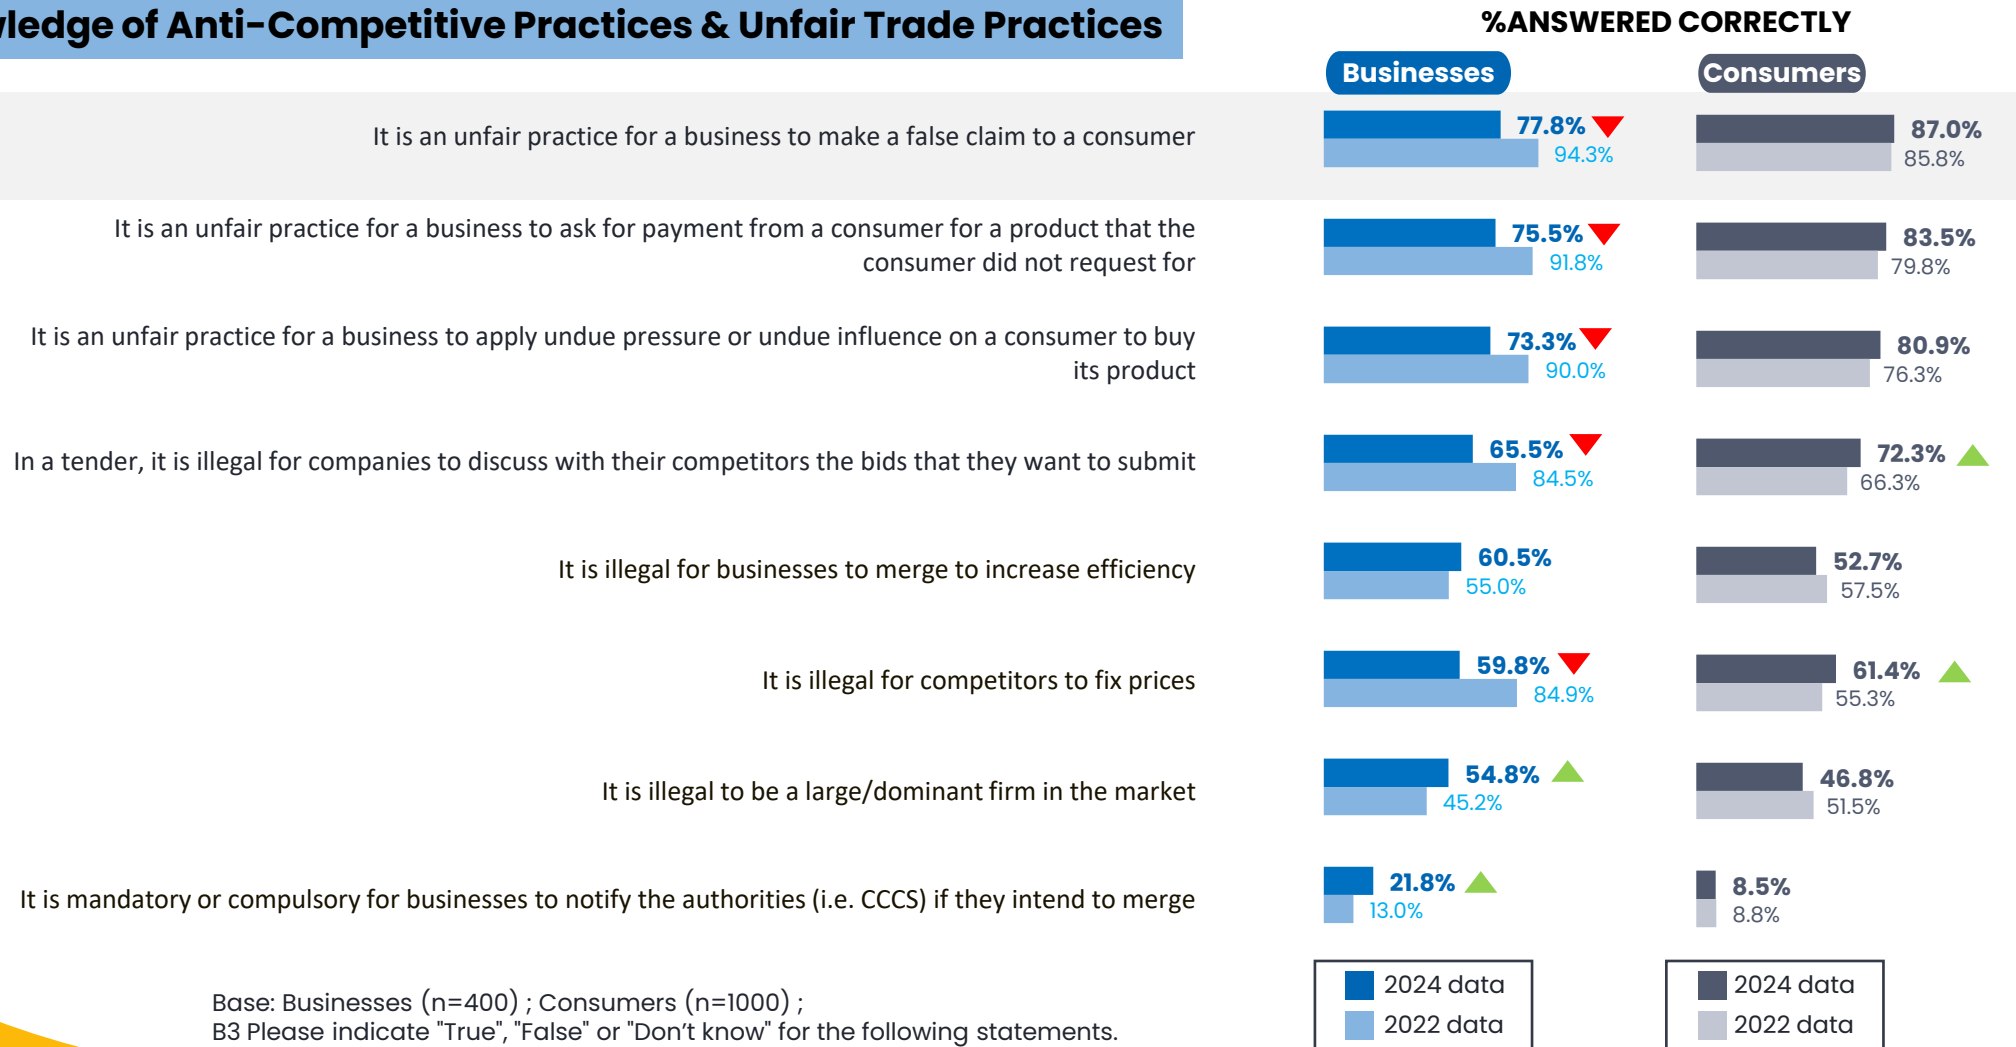 ledge of Anti-Competitive Practices & Unfair Trade Practices
%ANSWERED CORRECTLY
Businesses
Consumers
It is an unfair practice for a business to make a false claim to a consumer
77.8%
94.3%
87.0%
85.8%
It is an unfair practice for a business to ask for payment from a consumer for a product that the
consumer did not request for
75.5%
91.8%
83.5%
79.8%
It is an unfair practice for a business to apply undue pressure or undue influence on a consumer to buy
its product
73.3%
90.0%
80.9%
76.3%
In a tender, it is illegal for companies to discuss with their competitors the bids that they want to submit
65.5%
84.5%
72.3%
66.3%
It is illegal for businesses to merge to increase efficiency
60.5%
55.0%
52.7%
57.5%
It is illegal for competitors to fix prices
59.8%
84.9%
61.4%
55.3%
It is illegal to be a large/dominant firm in the market
54.8%
45.2%
46.8%
51.5%
It is mandatory or compulsory for businesses to notify the authorities (i.e. CCCS) if they intend to merge
21.8%
13.0%
8.5%
8.8%
2024 data
2022 data
2024 data
2022 data
Base: Businesses (n=400) ; Consumers (n=1000) ;
B3 Please indicate "True", "False" or "Don’t know" for the following statements.